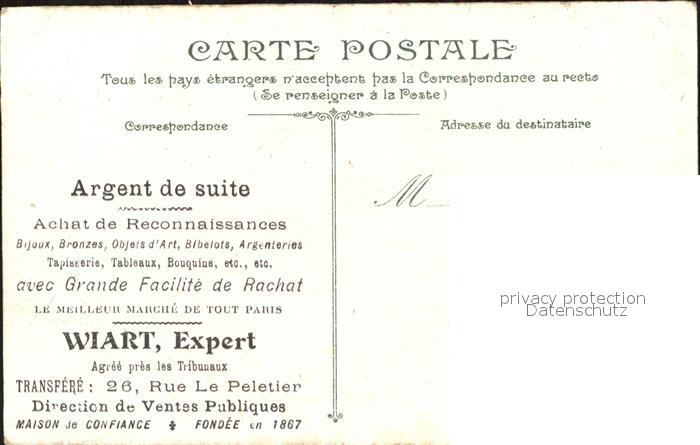 CARTE POSTALE
Tous les pays étrangers n'acceptent pas la Correspondance au recto
(Se renseigner à la Poste)
Correspondance
Adresse du destinataire
Argent de suite
Achat de Reconnaissances
Bijoux, Bronzes, Objets d'Art, Bibelots, Argenteries
Tapisserie, Tableaux, Bouquins, etc., etc.
avec Grande Facilité de Rachat
LE MEILLEUR MARCHÉ DE TOUT PARIS
WIART, Expert
Agréé près les Tribunaux
TRANSFÉRÉ : 26, Rue Le Peletier
Direction de Ventes Publiques
MAISON de CONFIANCE FONDÉE en 1867
M
privacy protection
Datenschutz